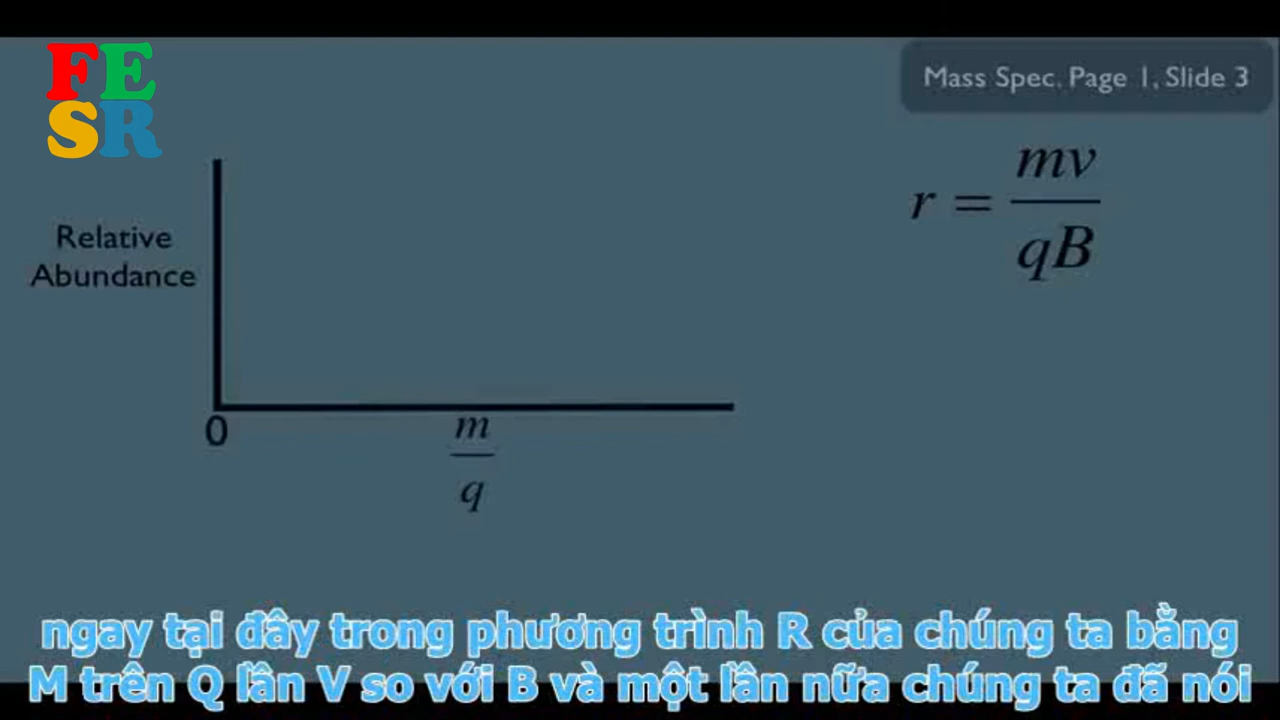 FE
SR
Mass Spec. Page 1, Slide 3
r = mv / qB
Relative
Abundance
0
m
q
ngay tại đây trong phương trình R của chúng ta bằng
M trên Q lần V so với B và một lần nữa chúng ta đã nói